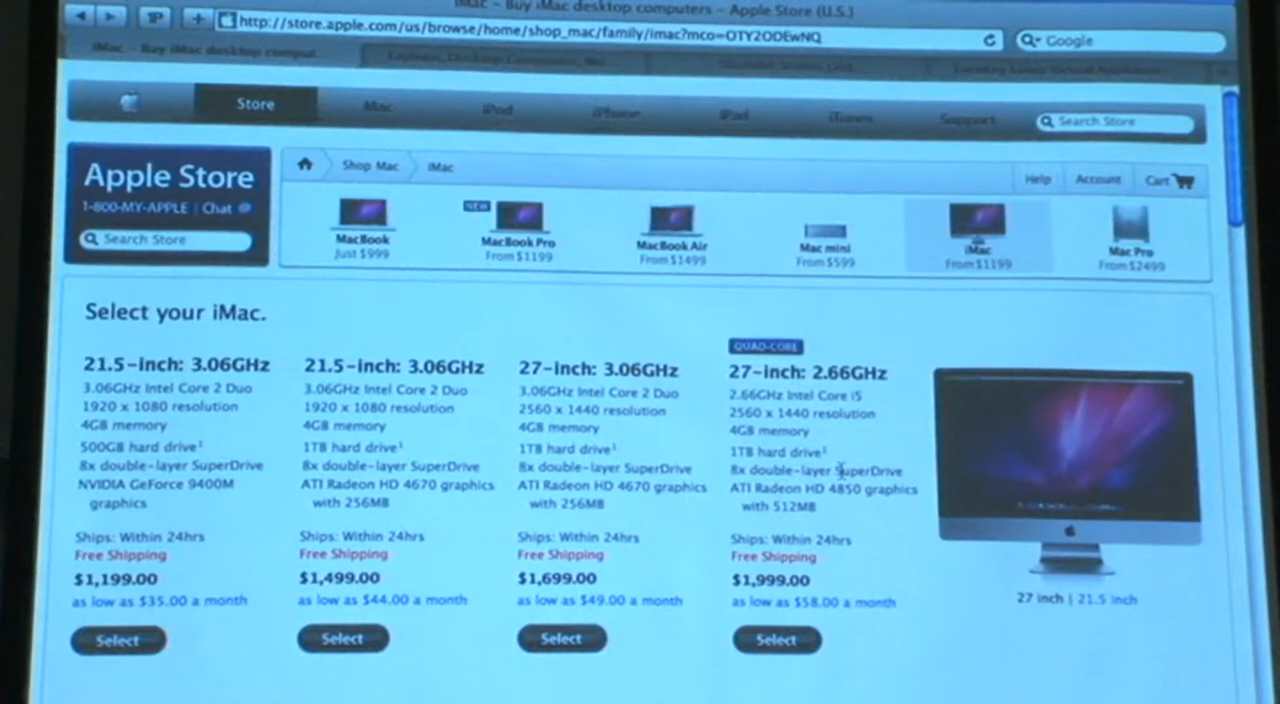 iMac – Buy iMac desktop computers – Apple Store (U.S.)
http://store.apple.com/us/browse/home/shop_mac/family/imac?mco=OTY2ODEwNQ
Google
iMac – Buy iMac desktop comput
Store
Mac
iPod
iPhone
iPad
iTunes
Support
Search Store
Apple Store
1-800-MY-APPLE | Chat
Search Store
Shop Mac
iMac
Help
Account
Cart
MacBook
Just $999
NEW
MacBook Pro
From $1199
MacBook Air
From $1499
Mac mini
From $599
iMac
From $1199
Mac Pro
From $2499
Select your iMac.
21.5-inch: 3.06GHz
3.06GHz Intel Core 2 Duo
1920 x 1080 resolution
4GB memory
500GB hard drive¹
8x double-layer SuperDrive
NVIDIA GeForce 9400M
graphics
Ships: Within 24hrs
Free Shipping
$1,199.00
as low as $35.00 a month
Select
21.5-inch: 3.06GHz
3.06GHz Intel Core 2 Duo
1920 x 1080 resolution
4GB memory
1TB hard drive¹
8x double-layer SuperDrive
ATI Radeon HD 4670 graphics
with 256MB
Ships: Within 24hrs
Free Shipping
$1,499.00
as low as $44.00 a month
Select
27-inch: 3.06GHz
3.06GHz Intel Core 2 Duo
2560 x 1440 resolution
4GB memory
1TB hard drive¹
8x double-layer SuperDrive
ATI Radeon HD 4670 graphics
with 256MB
Ships: Within 24hrs
Free Shipping
$1,699.00
as low as $49.00 a month
Select
QUAD-CORE
27-inch: 2.66GHz
2.66GHz Intel Core i5
2560 x 1440 resolution
4GB memory
1TB hard drive¹
8x double-layer SuperDrive
ATI Radeon HD 4850 graphics
with 512MB
Ships: Within 24hrs
Free Shipping
$1,999.00
as low as $58.00 a month
Select
27 inch | 21.5 inch